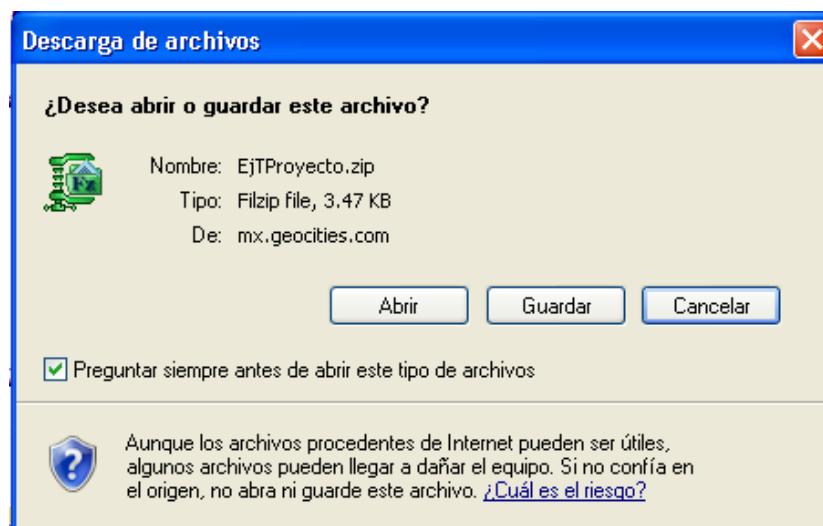 Descarga de archivos
¿Desea abrir o guardar este archivo?
Fz
Nombre: EjTProyecto.zip
Tipo: Filzip file, 3.47 KB
De: mx.geocities.com
Abrir Guardar Cancelar
Preguntar siempre antes de abrir este tipo de archivos
Aunque los archivos procedentes de Internet pueden ser útiles,
algunos archivos pueden llegar a dañar el equipo. Si no confía en
el origen, no abra ni guarde este archivo. ¿Cuál es el riesgo?